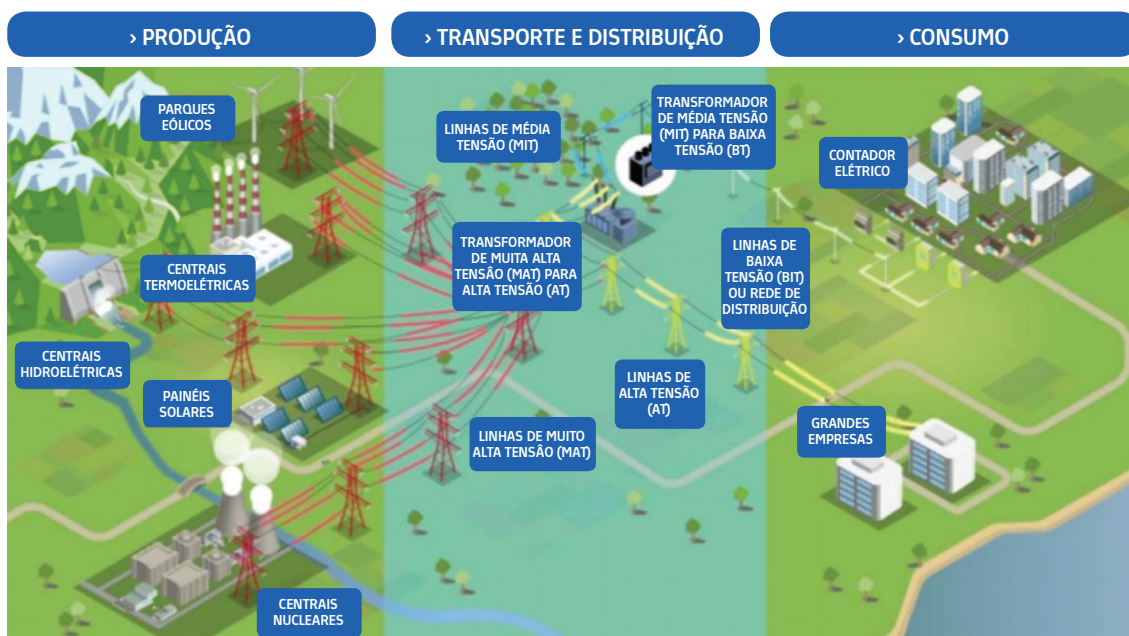 › PRODUÇÃO
› TRANSPORTE E DISTRIBUIÇÃO
› CONSUMO
PARQUES
EÓLICOS
LINHAS DE MÉDIA
TENSÃO (MIT)
TRANSFORMADOR
DE MÉDIA TENSÃO
(MIT) PARA BAIXA
TENSÃO (BT)
CONTADOR
ELÉTRICO
CENTRAIS
TERMOELÉTRICAS
TRANSFORMADOR
DE MUITA ALTA
TENSÂO (MAT) PARA
ALTA TENSÃO (AT)
LINHAS DE
BAIXA
TENSÃO (BIT)
OU REDE DE
DISTRIBUIÇÃO
CENTRAIS
HIDROELÉTRICAS
PAINÉIS
SOLARES
LINHAS DE
ALTA TENSÃO
(AT)
LINHAS DE MUITO
ALTA TENSÂO (MAT)
GRANDES
EMPRESAS
CENTRAIS
NUCLEARES